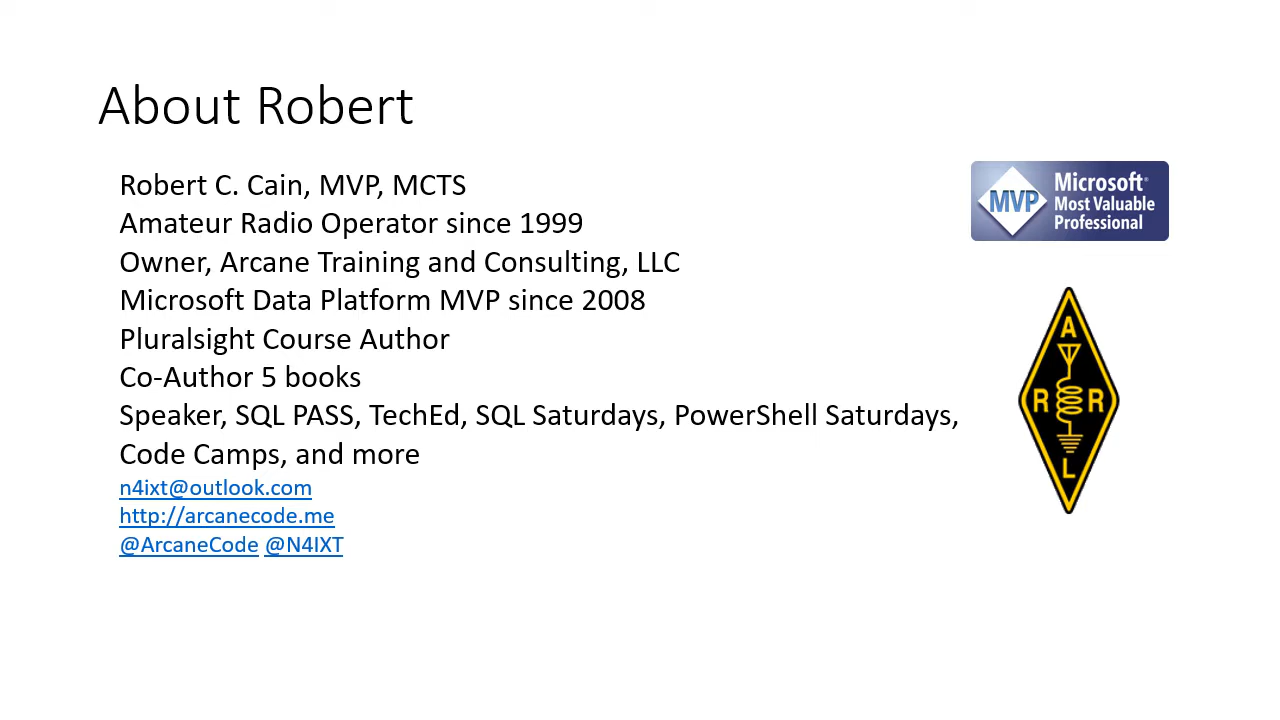 About Robert
Robert C. Cain, MVP, MCTS
Amateur Radio Operator since 1999
Owner, Arcane Training and Consulting, LLC
Microsoft Data Platform MVP since 2008
Pluralsight Course Author
Co-Author 5 books
Speaker, SQL PASS, TechEd, SQL Saturdays, PowerShell Saturdays,
Code Camps, and more
n4ixt@outlook.com
http://arcanecode.me
@ArcaneCode @N4IXT
MVP
Microsoft®
Most Valuable
Professional
A
R R
L